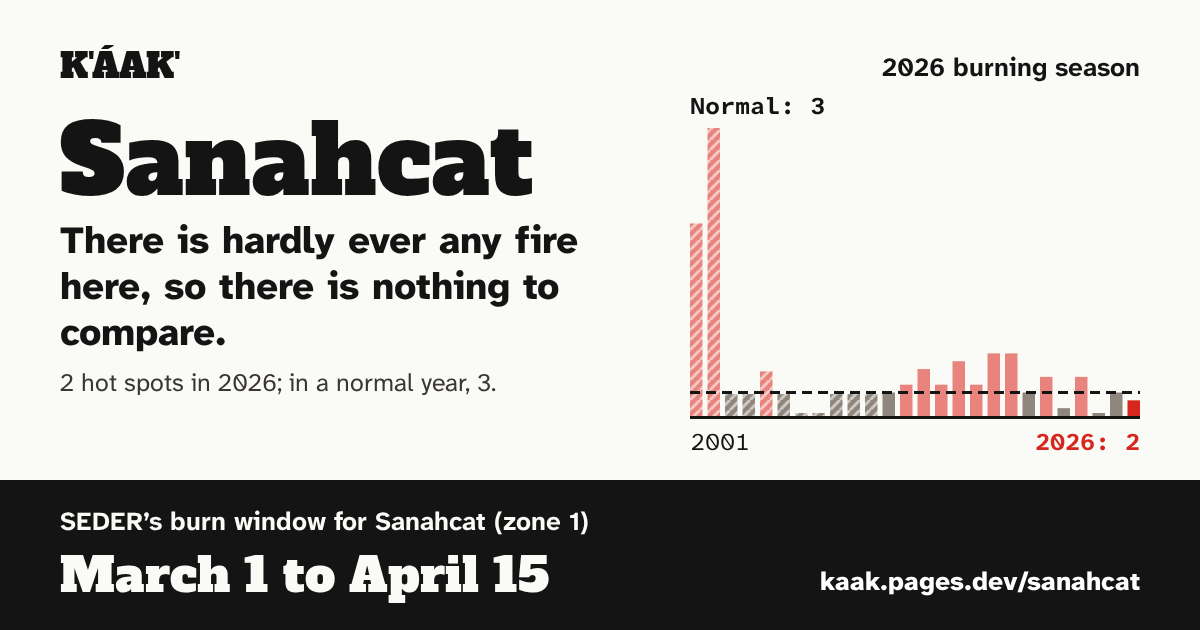 K'ÁAK'
2026 burning season
Sanahcat
There is hardly ever any fire
here, so there is nothing to
compare.
2 hot spots in 2026; in a normal year, 3.
Normal: 3
2001
2026: 2
SEDER’s burn window for Sanahcat (zone 1)
March 1 to April 15
kaak.pages.dev/sanahcat